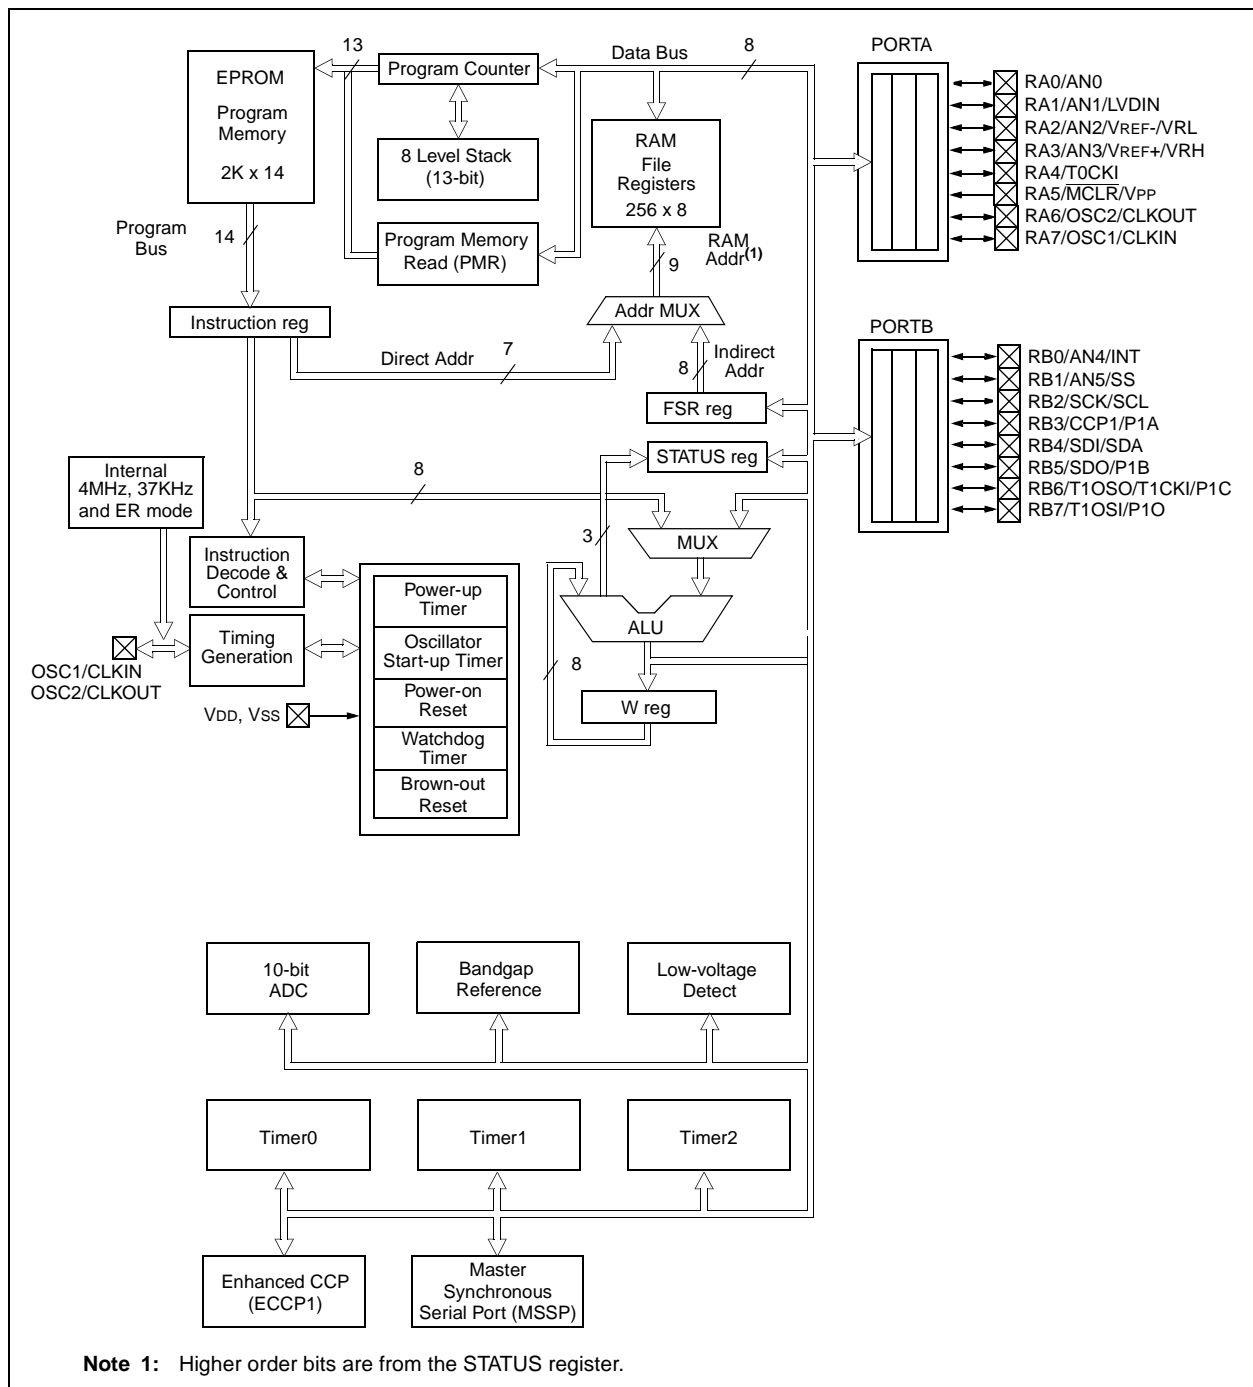 EPROM
Program
Memory
2K x 14
13
Program Counter
Data Bus
8
8 Level Stack
(13-bit)
Program Memory
Read (PMR)
RAM
File
Registers
256 x 8
RAM
Addr(1)
9
Addr MUX
Program
Bus
14
Instruction reg
Direct Addr
7
8
Indirect
Addr
FSR reg
STATUS reg
8
Internal
4MHz, 37KHz
and ER mode
Instruction
Decode &
Control
Timing
Generation
OSC1/CLKIN
OSC2/CLKOUT
VDD, VSS
Power-up
Timer
Oscillator
Start-up Timer
Power-on
Reset
Watchdog
Timer
Brown-out
Reset
3
MUX
ALU
8
W reg
PORTA
RA0/AN0
RA1/AN1/LVDIN
RA2/AN2/VREF-/VRL
RA3/AN3/VREF+/VRH
RA4/T0CKI
RA5/MCLR/VPP
RA6/OSC2/CLKOUT
RA7/OSC1/CLKIN
PORTB
RB0/AN4/INT
RB1/AN5/SS
RB2/SCK/SCL
RB3/CCP1/P1A
RB4/SDI/SDA
RB5/SDO/P1B
RB6/T1OSO/T1CKI/P1C
RB7/T1OSI/P1O
10-bit
ADC
Bandgap
Reference
Low-voltage
Detect
Timer0
Timer1
Timer2
Enhanced CCP
(ECCP1)
Master
Synchronous
Serial Port (MSSP)
Note 1: Higher order bits are from the STATUS register.